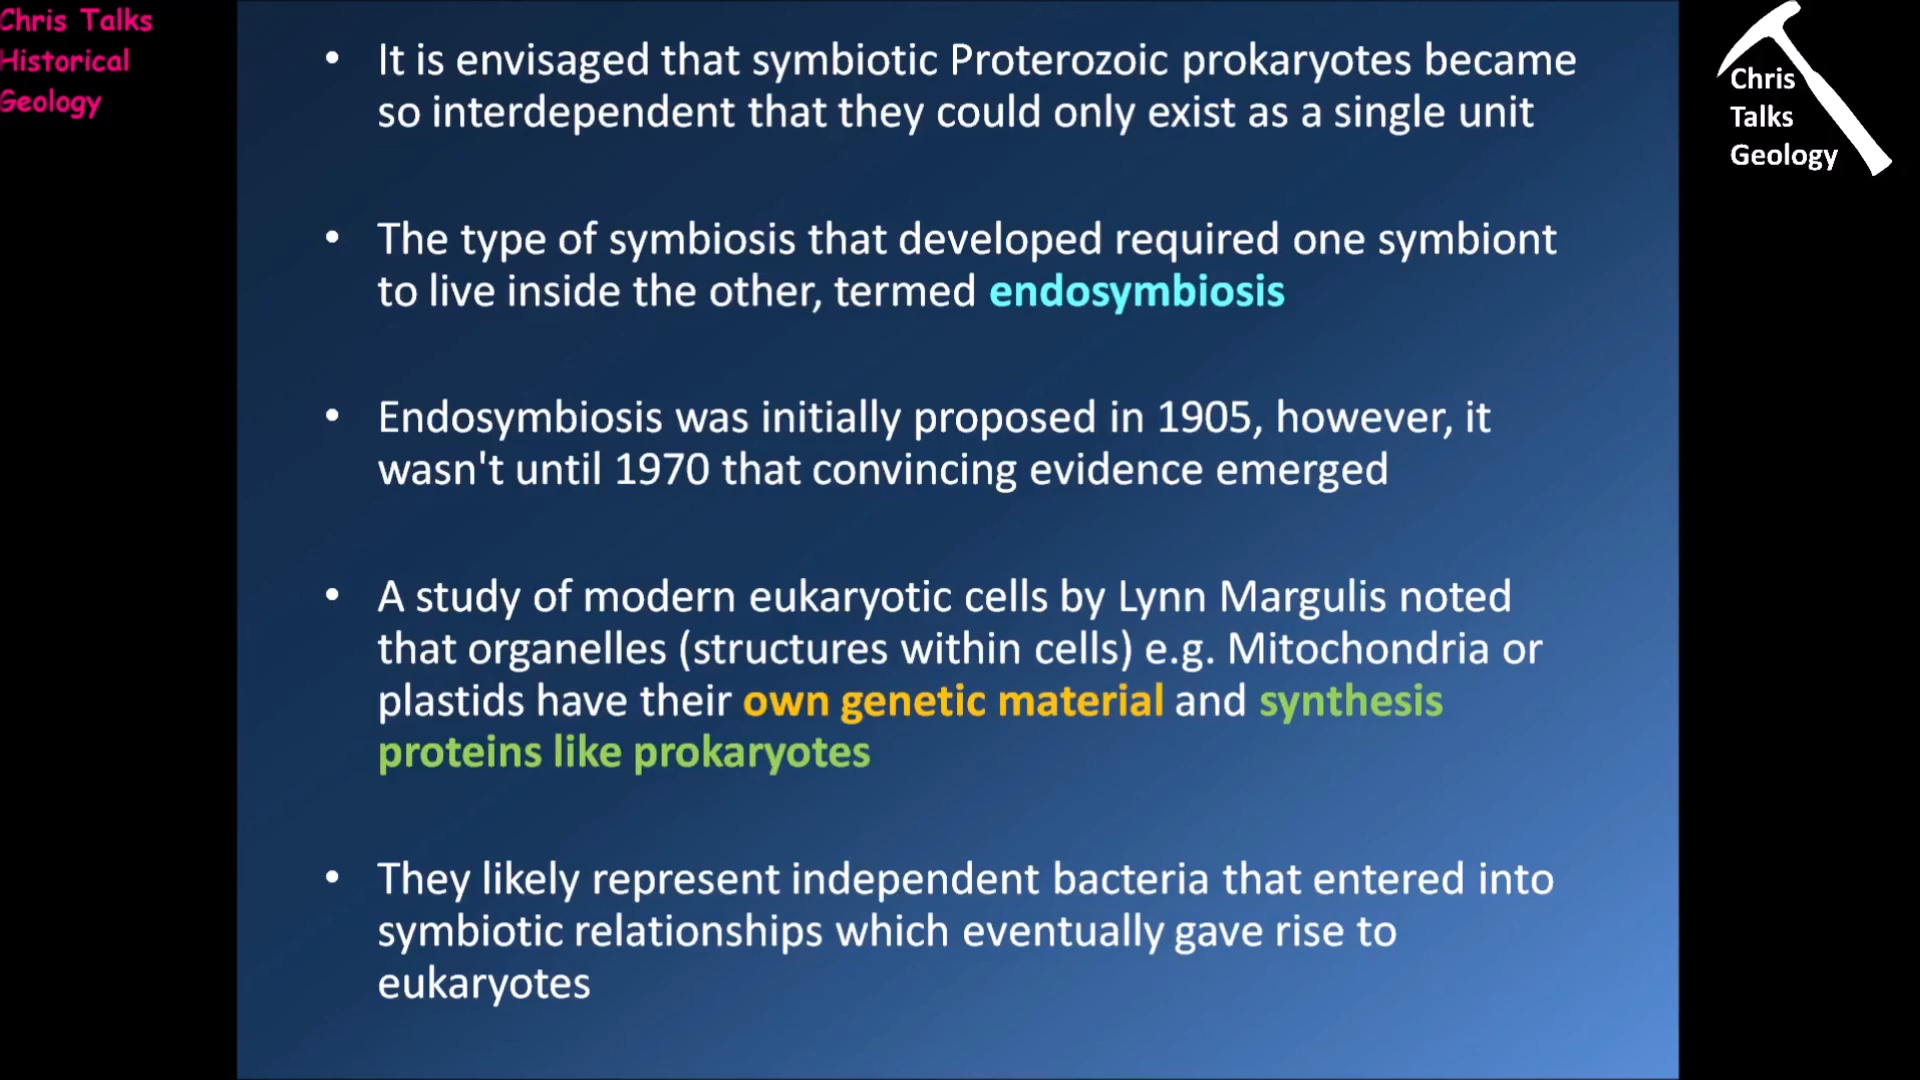 Chris Talks
Historical
Geology
Chris
Talks
Geology
• It is envisaged that symbiotic Proterozoic prokaryotes became
so interdependent that they could only exist as a single unit
• The type of symbiosis that developed required one symbiont
to live inside the other, termed endosymbiosis
• Endosymbiosis was initially proposed in 1905, however, it
wasn't until 1970 that convincing evidence emerged
• A study of modern eukaryotic cells by Lynn Margulis noted
that organelles (structures within cells) e.g. Mitochondria or
plastids have their own genetic material and synthesis
proteins like prokaryotes
• They likely represent independent bacteria that entered into
symbiotic relationships which eventually gave rise to
eukaryotes